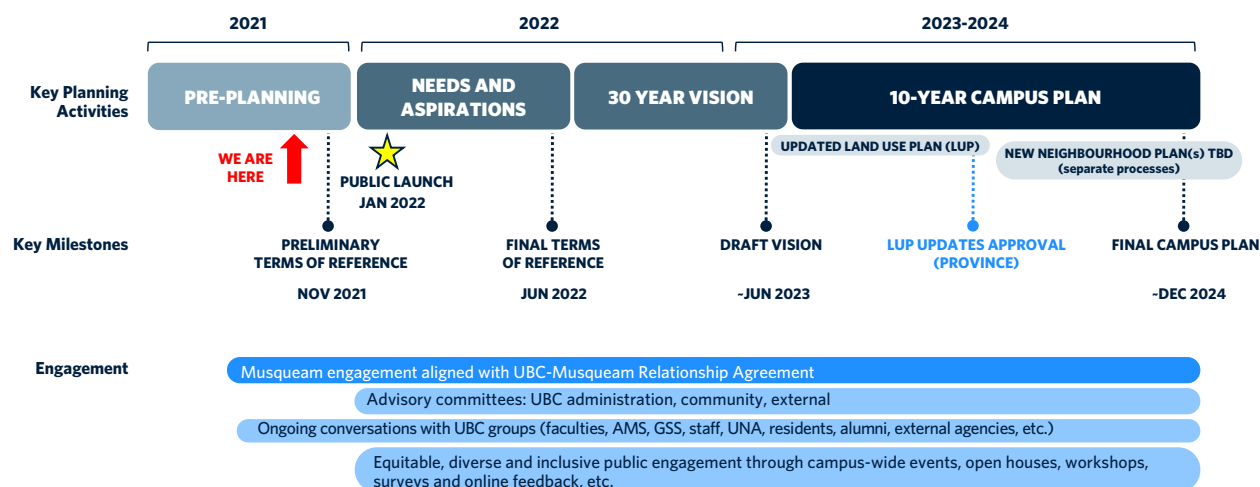 2021
2022
2023-2024
Key Planning
Activities
PRE-PLANNING
NEEDS AND
ASPIRATIONS
30 YEAR VISION
10-YEAR CAMPUS PLAN
WE ARE
HERE
PUBLIC LAUNCH
JAN 2022
UPDATED LAND USE PLAN (LUP)
NEW NEIGHBOURHOOD PLAN(s) TBD
(separate processes)
Key Milestones
PRELIMINARY
TERMS OF REFERENCE
NOV 2021
FINAL TERMS
OF REFERENCE
JUN 2022
DRAFT VISION
~JUN 2023
LUP UPDATES APPROVAL
(PROVINCE)
FINAL CAMPUS PLAN
~DEC 2024
Engagement
Musqueam engagement aligned with UBC-Musqueam Relationship Agreement
Advisory committees: UBC administration, community, external
Ongoing conversations with UBC groups (faculties, AMS, GSS, staff, UNA, residents, alumni, external agencies, etc.)
Equitable, diverse and inclusive public engagement through campus-wide events, open houses, workshops,
surveys and online feedback, etc.